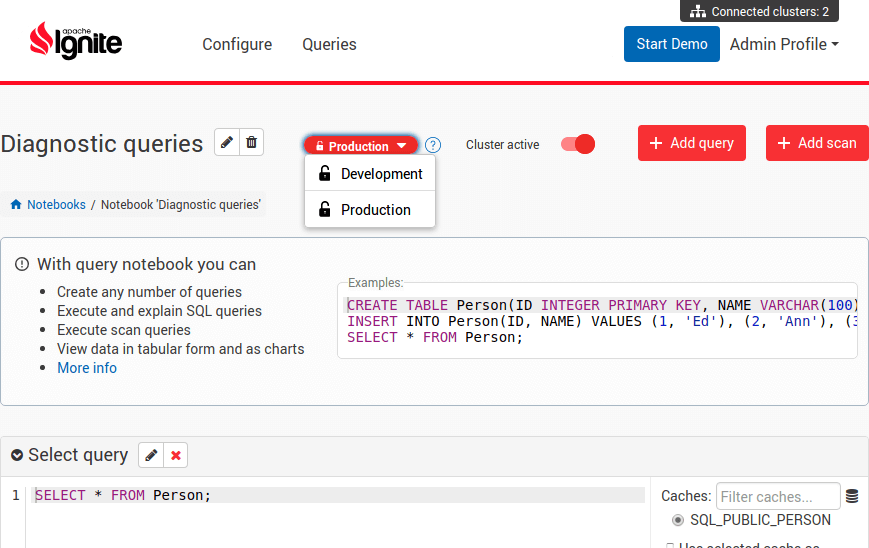 Connected clusters: 2
apache
Ignite
Configure
Queries
Start Demo
Admin Profile
Diagnostic queries
Production
?
Cluster active
+ Add query
+ Add scan
Development
Production
Notebooks / Notebook 'Diagnostic queries'
With query notebook you can
• Create any number of queries
• Execute and explain SQL queries
• Execute scan queries
• View data in tabular form and as charts
• More info
Examples:
CREATE TABLE Person(ID INTEGER PRIMARY KEY, NAME VARCHAR(100)
INSERT INTO Person(ID, NAME) VALUES (1, 'Ed'), (2, 'Ann'), (3
SELECT * FROM Person;
Select query
1 SELECT * FROM Person;
Caches: Filter caches...
SQL_PUBLIC_PERSON
Use selected cache as